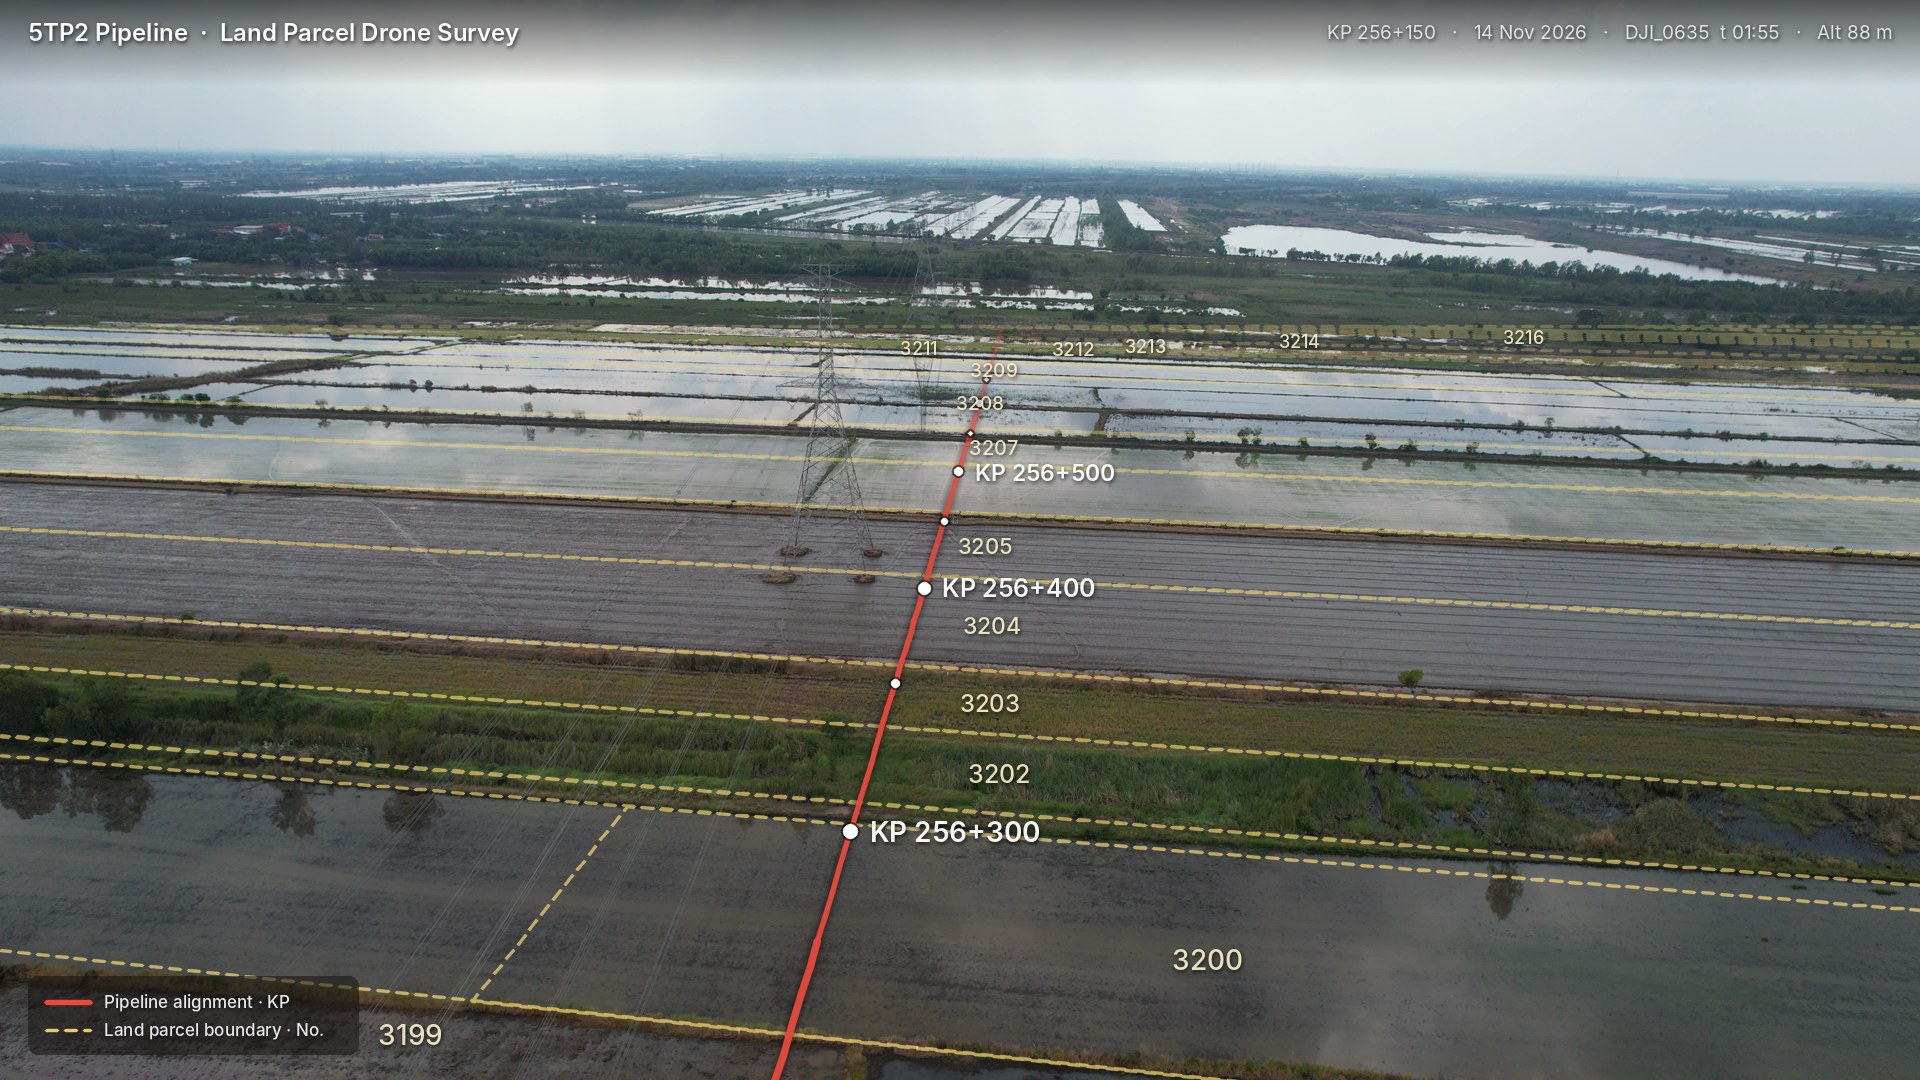 5TP2 Pipeline · Land Parcel Drone Survey
KP 256+150 · 14 Nov 2026 · DJI_0635 t 01:55 · Alt 88 m
3216
3214
3213
3212
3211
3209
3208
3207
KP 256+500
3205
KP 256+400
3204
3203
3202
KP 256+300
3200
3199
Pipeline alignment · KP
Land parcel boundary · No.